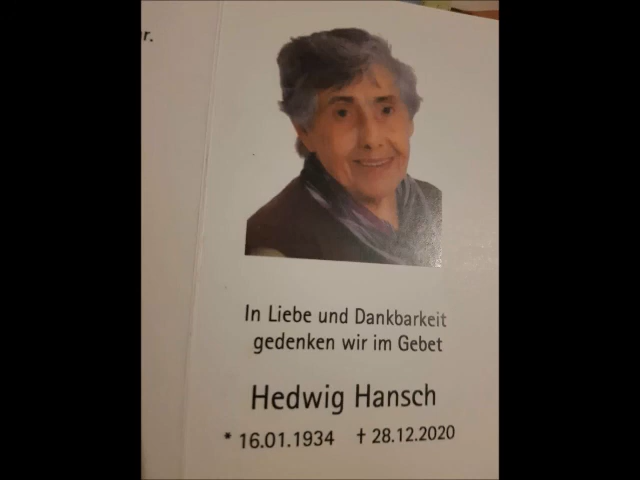 In Liebe und Dankbarkeit
gedenken wir im Gebet
Hedwig Hansch
* 16.01.1934 † 28.12.2020